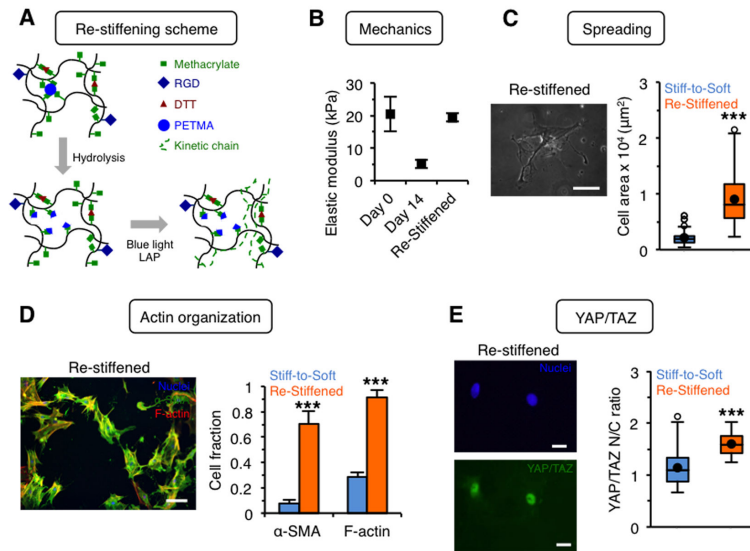 A
Re-stiffening scheme
Methacrylate
RGD
DTT
PETMA
Kinetic chain
Hydrolysis
Blue light
LAP
B
Mechanics
Elastic modulus (kPa)
40
30
20
10
0
Day 0
Day 14
Re-Stiffened
C
Spreading
Re-stiffened
Stiff-to-Soft
Re-Stiffened
***
Cell area x 10⁴ (μm²)
3
2
1
0
D
Actin organization
Re-stiffened
Nuclei
F-actin
Stiff-to-Soft
Re-Stiffened
***
***
Cell fraction
1
0.8
0.6
0.4
0.2
0
α-SMA
F-actin
E
YAP/TAZ
Re-stiffened
Nuclei
YAP/TAZ
Stiff-to-Soft
Re-Stiffened
***
YAP/TAZ N/C ratio
3
2
1
0